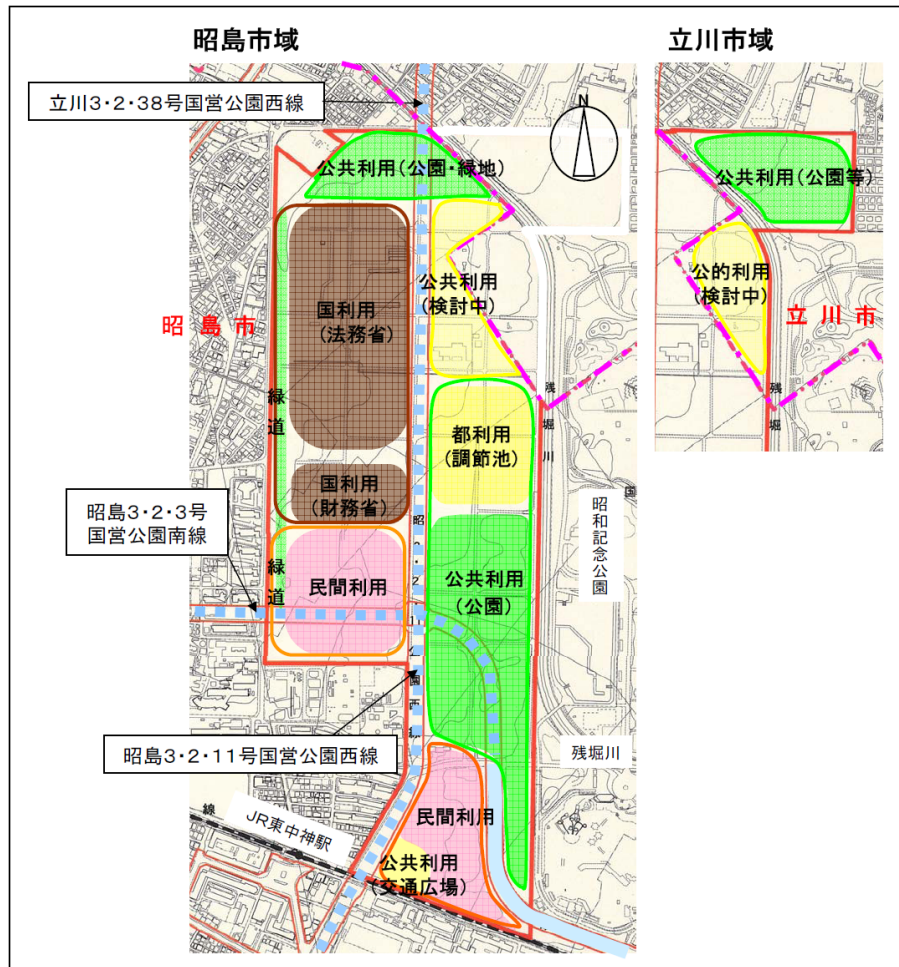 昭島市域
立川市域
立川3・2・38号国営公園西線
N
公共利用(公園・緑地)
公共利用(公園等)
公共利用
(検討中)
公的利用
(検討中)
昭島市
立川市
国利用
(法務省)
緑道
残堀川
残堀
都利用
(調節池)
国利用
(財務省)
昭島3・2・3号
国営公園南線
昭和記念公園
緑道
民間利用
公共利用
(公園)
昭島3・2・11号国営公園西線
残堀川
民間利用
線
JR東中神駅
公共利用
(交通広場)